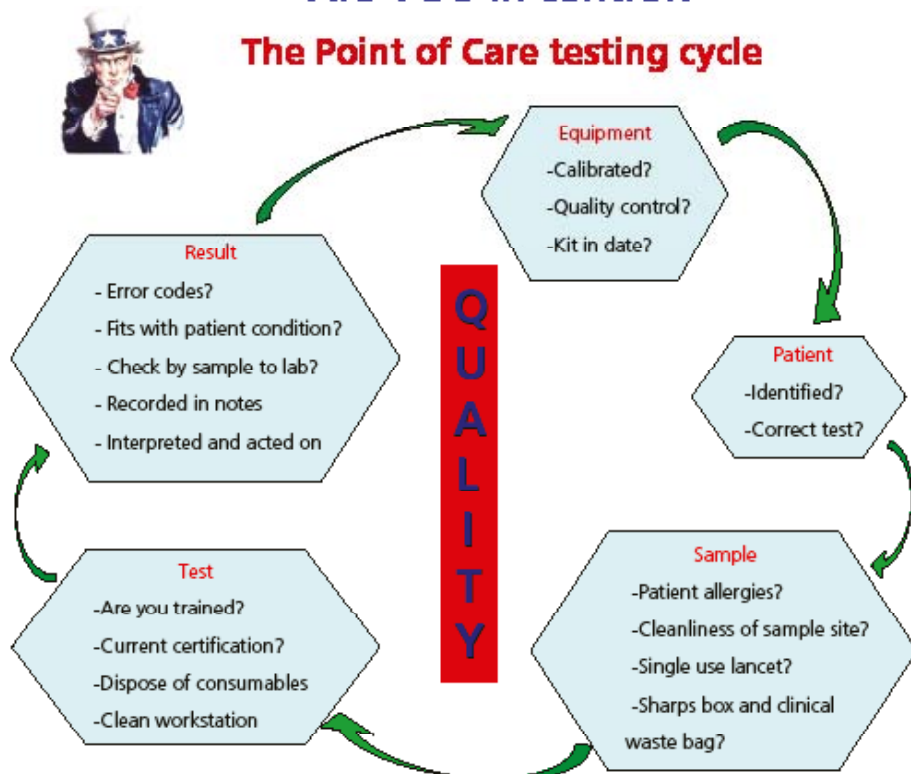 The Point of Care testing cycle
Equipment
-Calibrated?
-Quality control?
-Kit in date?
Patient
-Identified?
-Correct test?
Sample
-Patient allergies?
-Cleanliness of sample site?
-Single use lancet?
-Sharps box and clinical
waste bag?
Test
-Are you trained?
-Current certification?
-Dispose of consumables
-Clean workstation
Result
- Error codes?
- Fits with patient condition?
- Check by sample to lab?
- Recorded in notes
- Interpreted and acted on
QUALITY